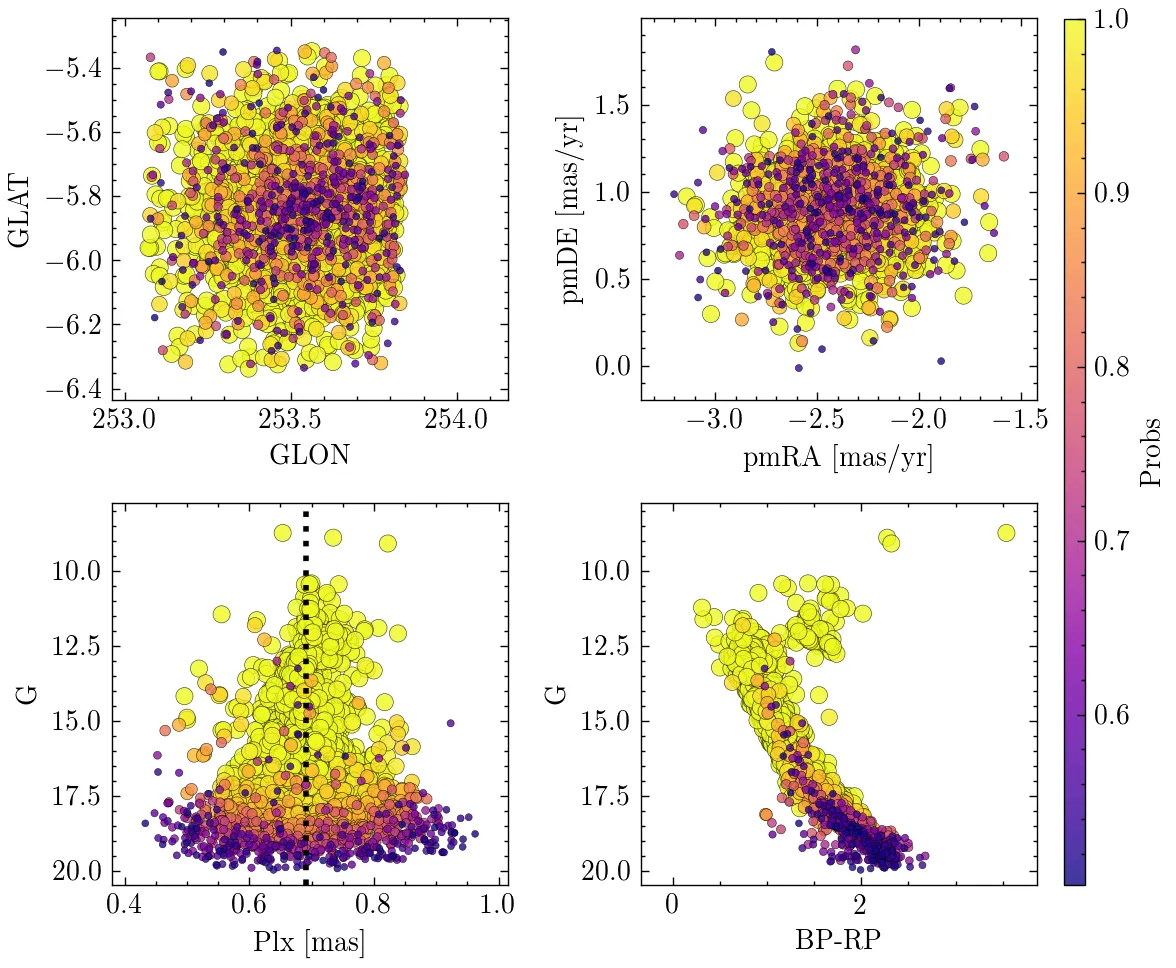 −5.4
−5.6
−5.8
−6.0
−6.2
−6.4
GLAT
253.0 253.5 254.0
GLON
1.5
1.0
0.5
0.0
pmDE [mas/yr]
−3.0 −2.5 −2.0 −1.5
pmRA [mas/yr]
1.0
0.9
0.8
0.7
0.6
Probs
10.0
12.5
15.0
17.5
20.0
G
0.4 0.6 0.8 1.0
Plx [mas]
10.0
12.5
15.0
17.5
20.0
G
0 2
BP-RP